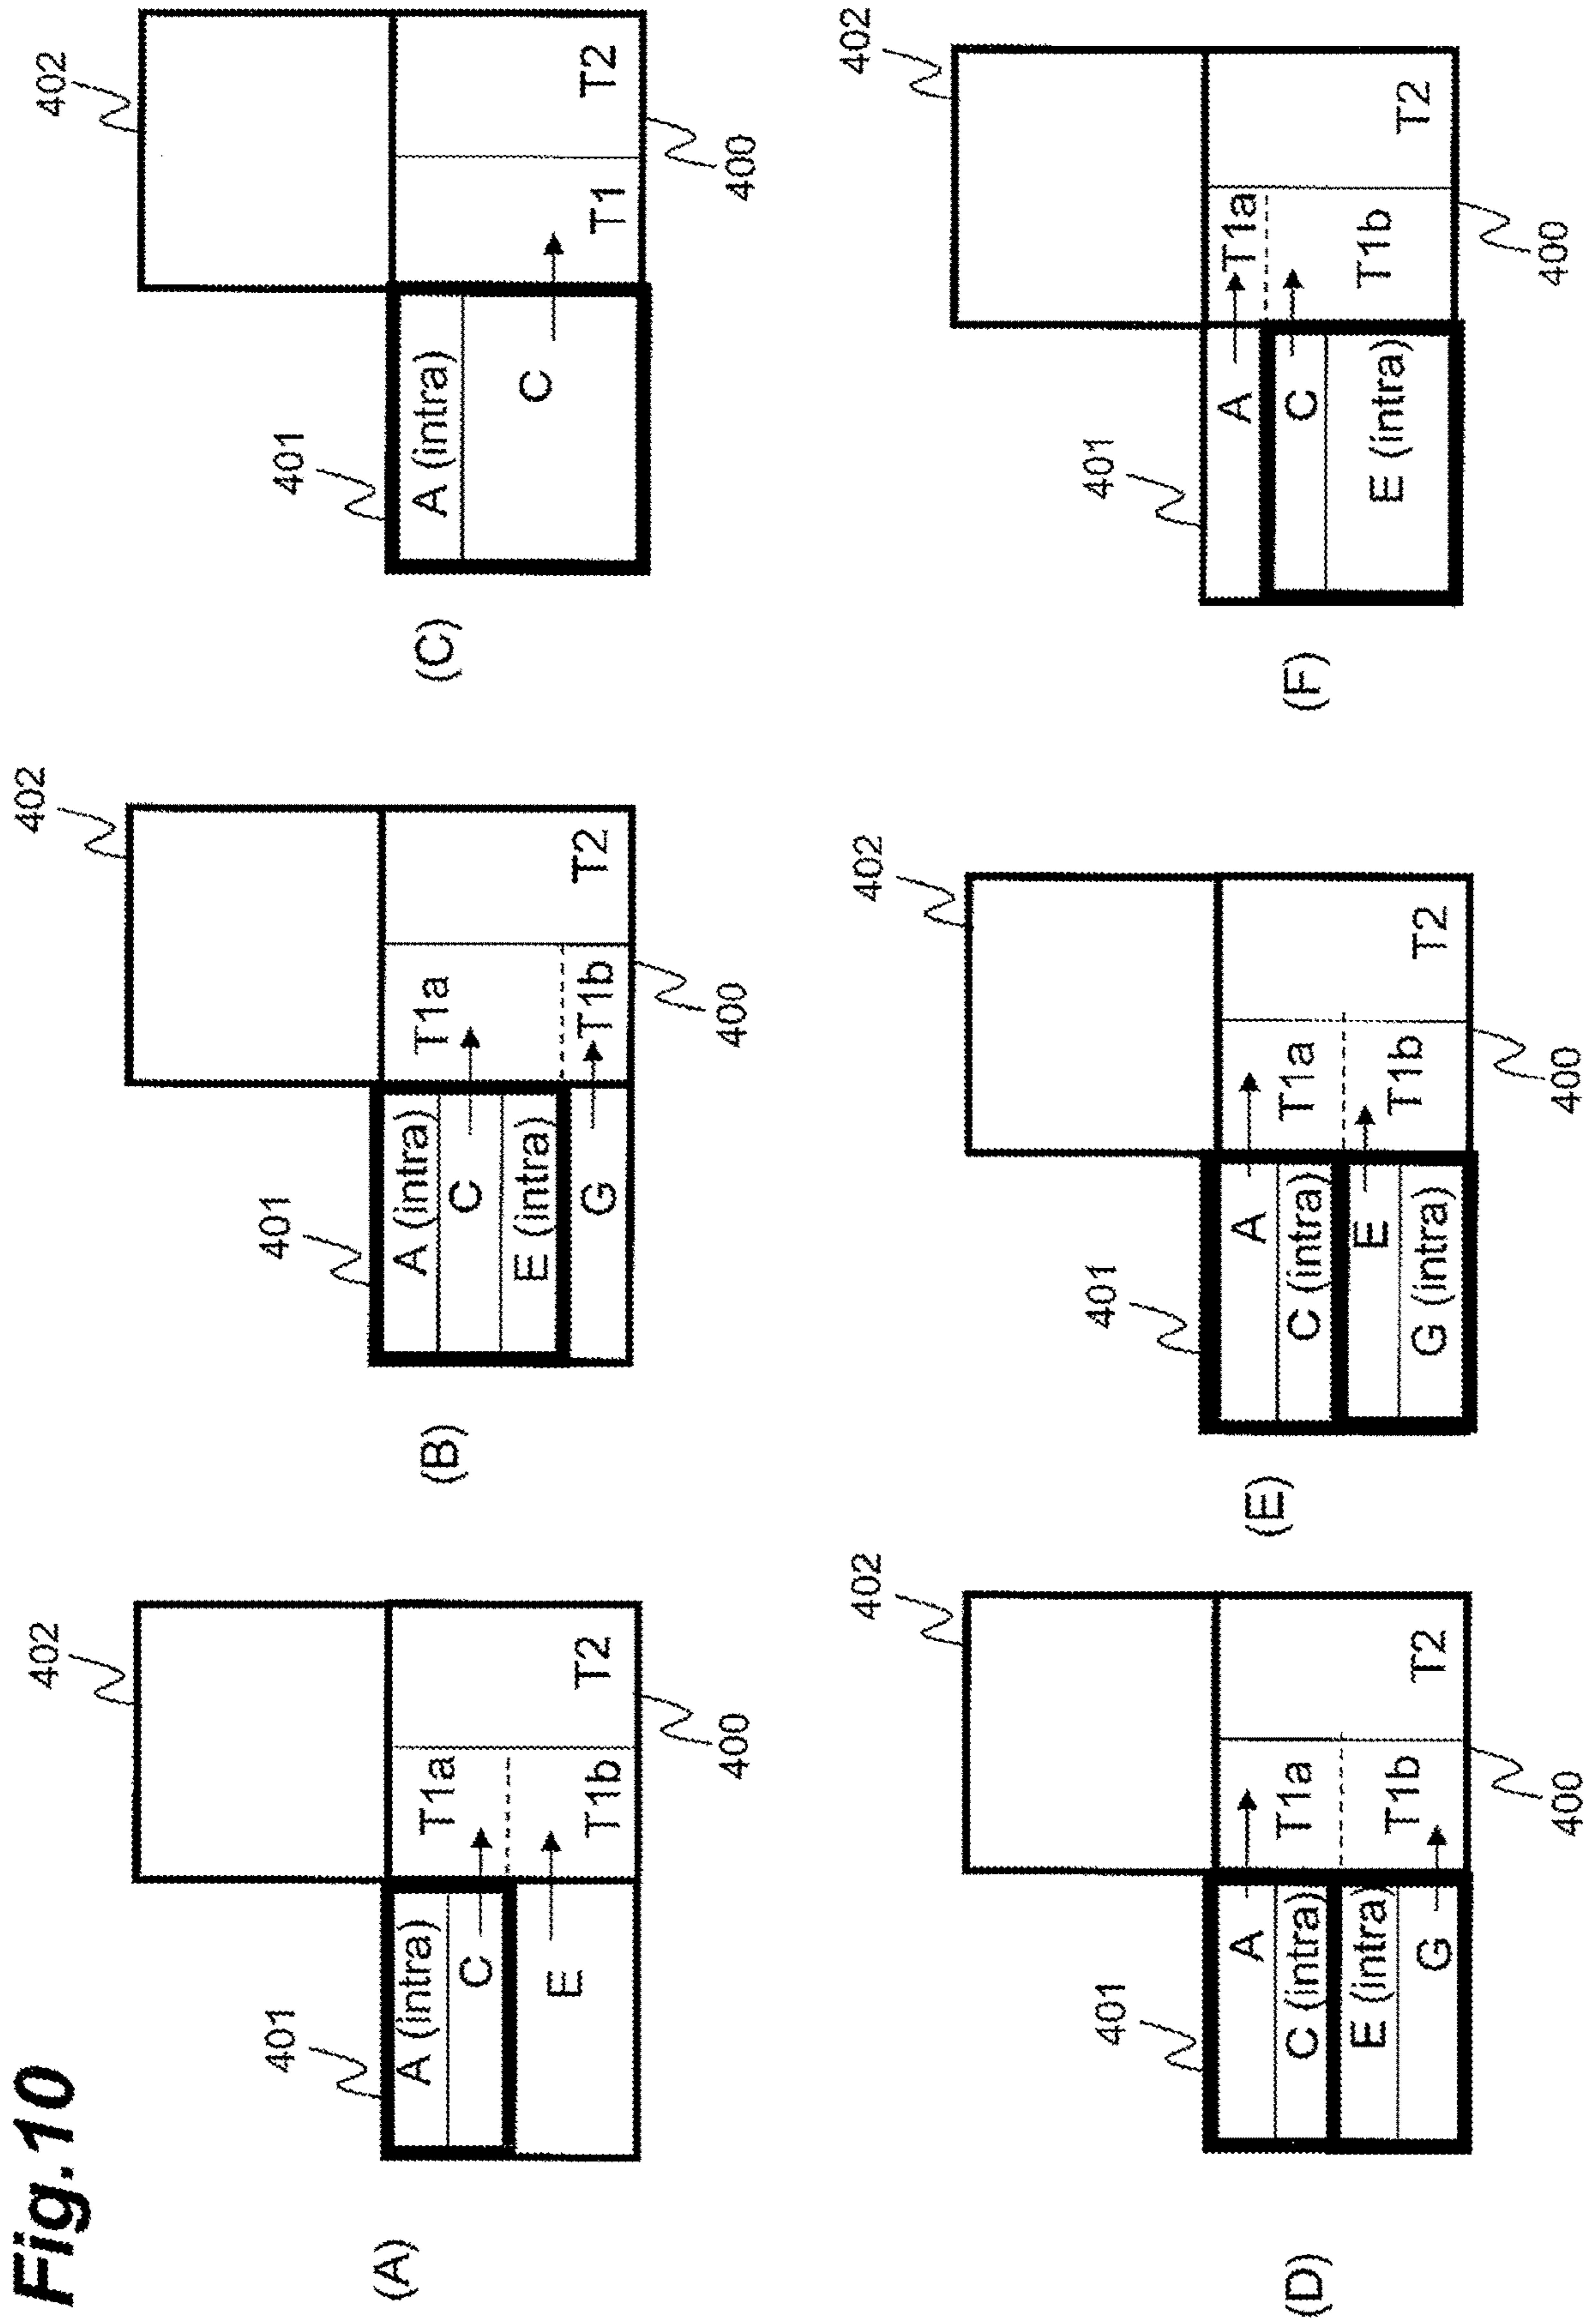 Fig.10
(A)
401
402
A (intra)
C
E
T1a
T1b
T2
400
(B)
401
402
A (intra)
C
E (intra)
G
T1a
T1b
T2
400
(C)
401
402
A (intra)
C
T1
T2
400
(D)
401
402
A
C (intra)
E (intra)
G
T1a
T1b
T2
400
(E)
401
402
A
C (intra)
E
G (intra)
T1a
T1b
T2
400
(F)
401
402
A
C
E (intra)
T1a
T1b
T2
400